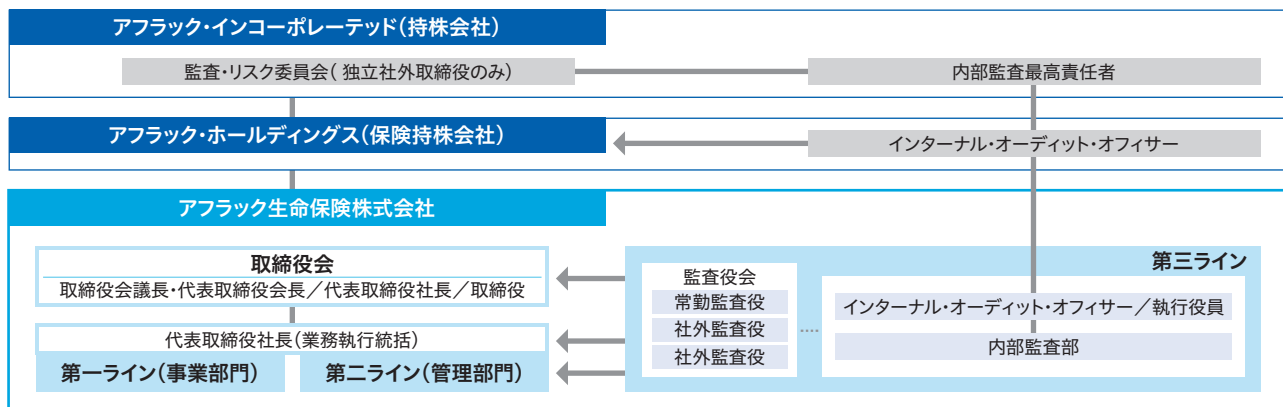 アフラック・インコーポレーテッド(持株会社)
監査・リスク委員会( 独立社外取締役のみ)
内部監査最高責任者
アフラック・ホールディングス(保険持株会社)
インターナル・オーディット・オフィサー
アフラック生命保険株式会社
取締役会
取締役会議長・代表取締役会長／代表取締役社長／取締役
代表取締役社長(業務執行統括)
第一ライン(事業部門)
第二ライン(管理部門)
第三ライン
監査役会
常勤監査役
社外監査役
社外監査役
インターナル・オーディット・オフィサー／執行役員
内部監査部